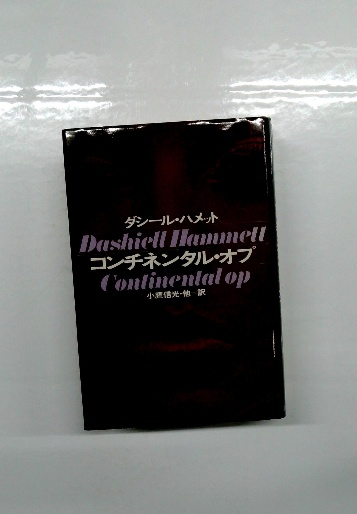 ダシール・ハメット
Dashiell Hammett
コンチネンタル・オプ
Continental op
小鷹信光・他・訳